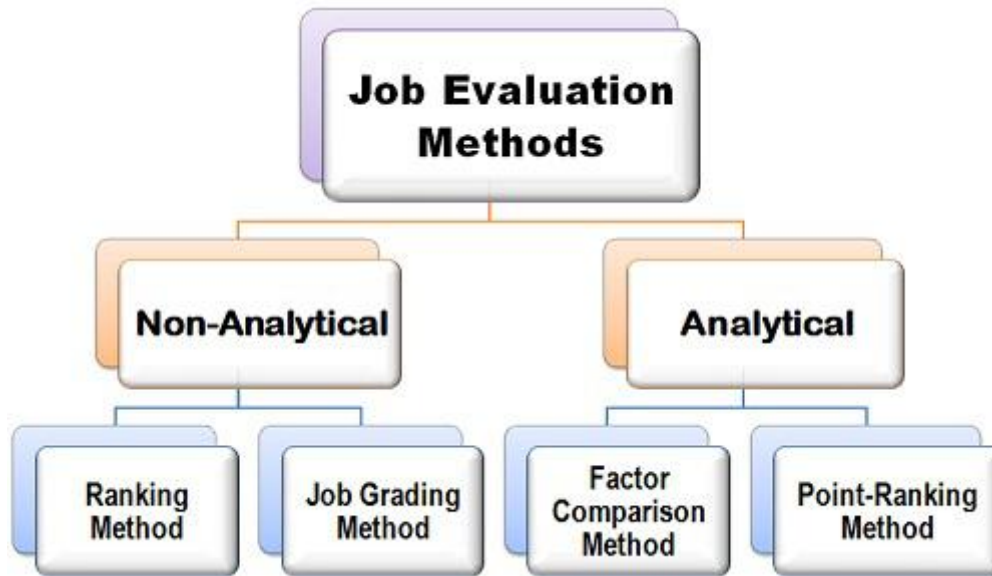 Job Evaluation
Methods
Non-Analytical
Analytical
Ranking
Method
Job Grading
Method
Factor
Comparison
Method
Point-Ranking
Method